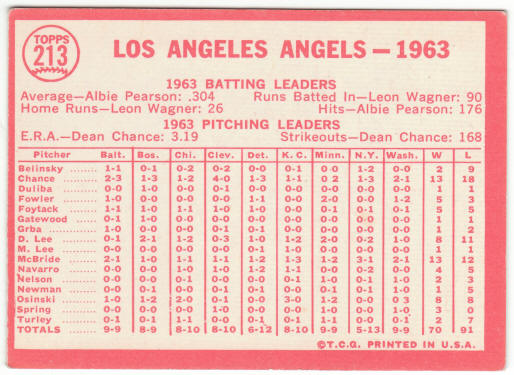 TOPPS
213
LOS ANGELES ANGELS — 1963
1963 BATTING LEADERS
Average—Albie Pearson: .304 Runs Batted In—Leon Wagner: 90
Home Runs—Leon Wagner: 26 Hits—Albie Pearson: 176
1963 PITCHING LEADERS
E.R.A.—Dean Chance: 3.19 Strikeouts—Dean Chance: 168
Pitcher Balt. Bos. Chi. Clev. Det. K. C. Minn. N.Y. Wash. W L
Belinsky ........ 1-1 0-1 0-2 0-2 0-0 0-1 0-0 1-2 0-0 2 9
Chance ........ 2-3 1-3 1-2 4-0 1-3 1-1 0-2 1-3 2-1 13 18
Duliba ........ 0-0 1-0 0-1 0-0 0-0 0-0 0-0 0-0 0-0 1 1
Fowler ........ 1-0 0-0 0-1 0-0 2-0 0-0 0-0 1-2 1-0 5 3
Foytack ........ 1-1 1-0 1-1 0-1 0-0 1-0 1-1 0-0 0-1 5 5
Gatewood ........ 0-0 0-1 0-0 0-0 0-0 1-0 0-0 0-0 0-0 1 1
Grba ........ 0-0 0-0 0-0 0-1 0-1 1-0 0-0 0-0 0-0 1 2
D. Lee ........ 0-1 2-1 1-2 0-3 1-0 1-2 0-0 0-2 3-0 8 11
M. Lee ........ 0-0 0-0 0-0 0-0 1-1 0-0 0-0 0-0 0-0 1 1
McBride ........ 2-1 1-0 1-1 1-1 0-3 1-2 1-2 3-1 2-1 13 12
Navarro ........ 0-0 0-0 1-0 1-0 1-2 1-1 0-2 0-0 0-0 4 5
Nelson ........ 0-0 0-0 1-0 0-0 0-0 0-1 0-1 0-1 1-0 2 3
Newman ........ 0-0 0-1 0-0 0-1 0-1 1-0 0-0 0-1 0-1 1 5
Osinski ........ 1-0 1-2 2-0 0-1 0-0 3-0 1-2 0-0 0-3 8 8
Spring ........ 0-0 0-0 0-0 1-0 0-0 0-0 1-0 0-0 1-0 3 0
Turley ........ 1-2 1-0 0-0 1-0 0-1 0-0 0-0 0-1 0-2 2 7
TOTALS 9-9 8-9 8-10 8-10 6-12 8-10 9-9 5-13 9-9 70 91
©T.C.G. PRINTED IN U.S.A.